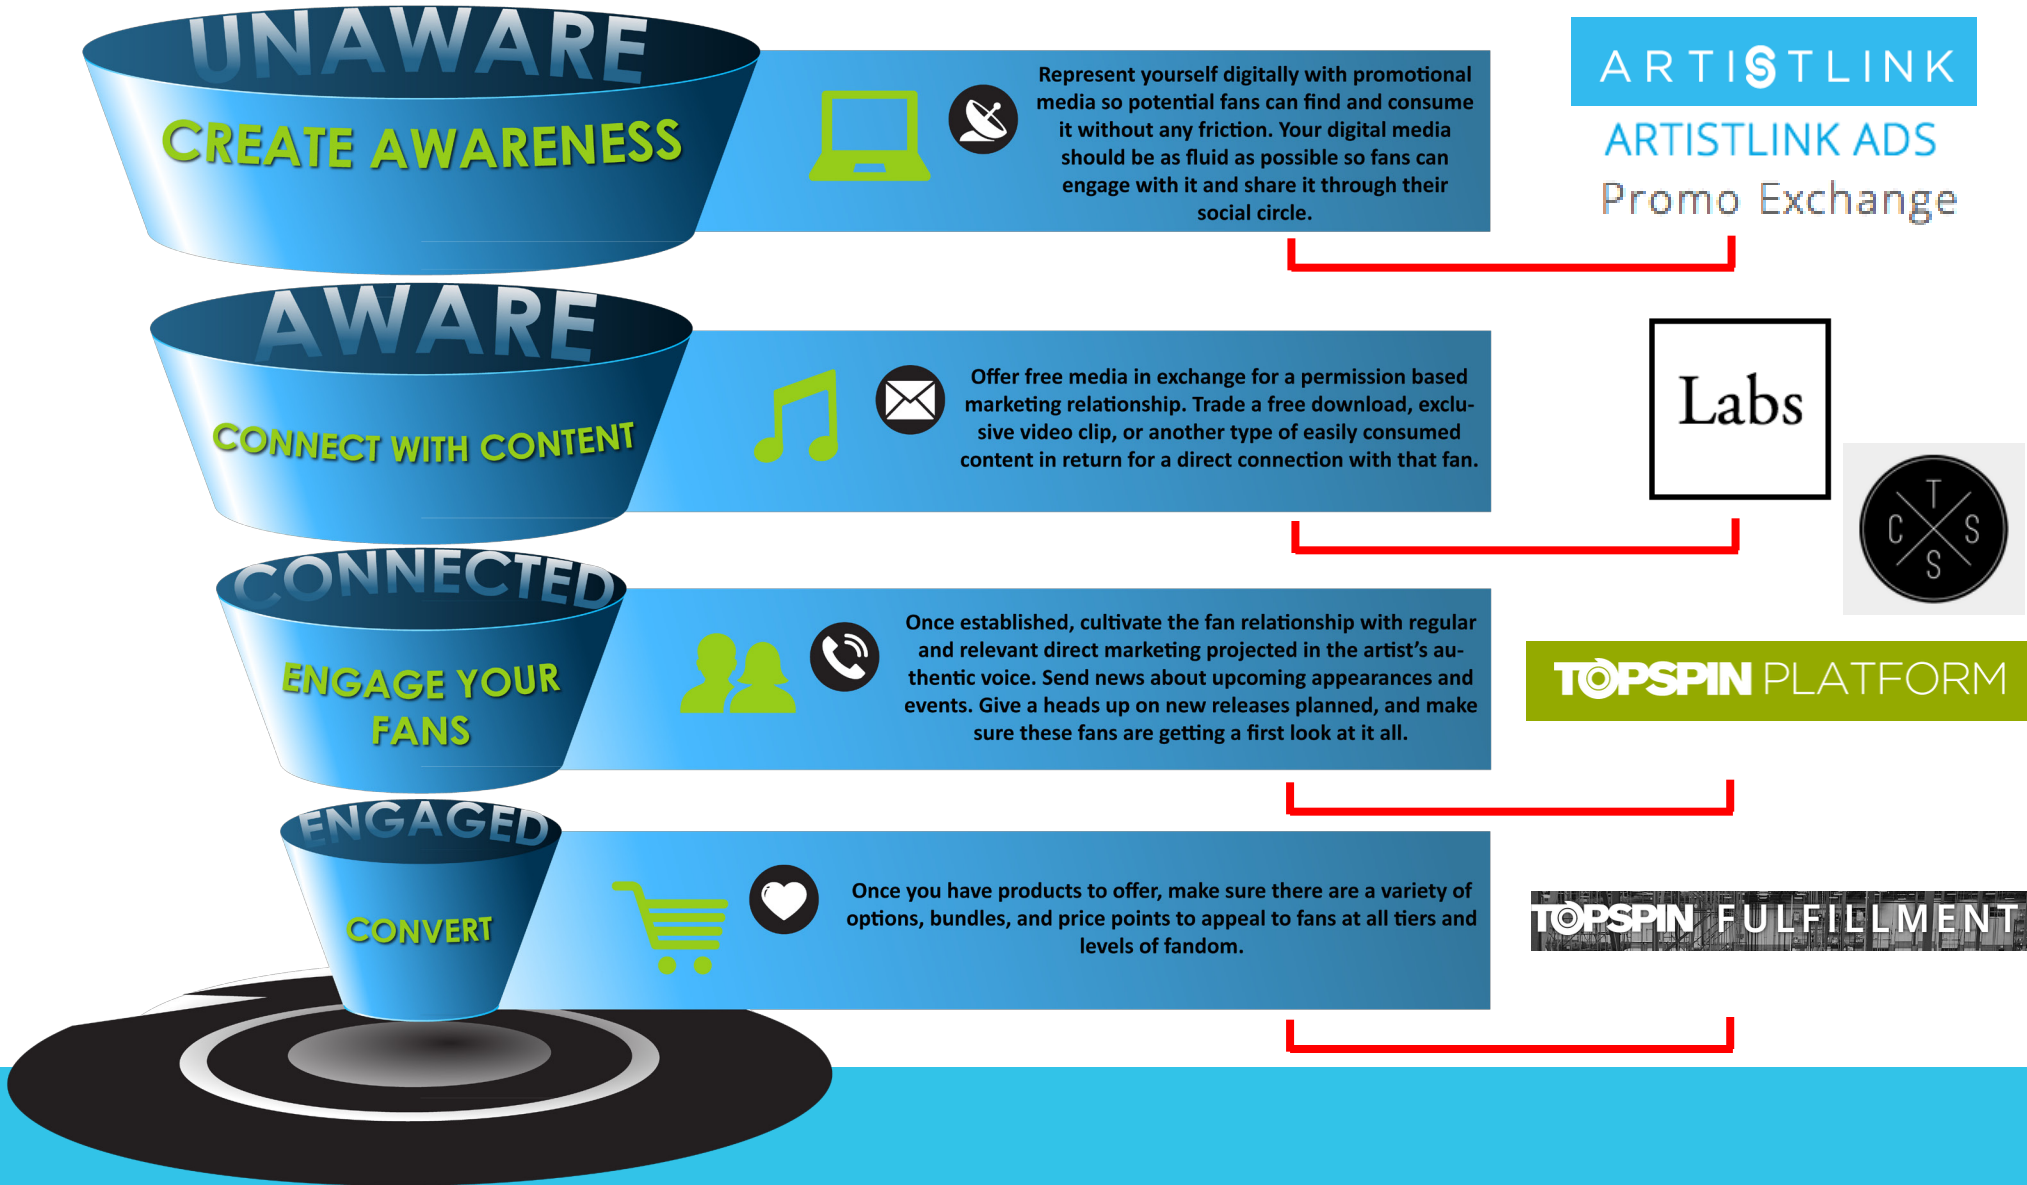 UNAWARE
CREATE AWARENESS
Represent yourself digitally with promotional
media so potential fans can find and consume
it without any friction. Your digital media
should be as fluid as possible so fans can
engage with it and share it through their
social circle.
ARTISTLINK
ARTISTLINK ADS
Promo Exchange
AWARE
CONNECT WITH CONTENT
Offer free media in exchange for a permission based
marketing relationship. Trade a free download, exclu-
sive video clip, or another type of easily consumed
content in return for a direct connection with that fan.
Labs
T
C S
S
CONNECTED
ENGAGE YOUR
FANS
Once established, cultivate the fan relationship with regular
and relevant direct marketing projected in the artist's au-
thentic voice. Send news about upcoming appearances and
events. Give a heads up on new releases planned, and make
sure these fans are getting a first look at it all.
TOPSPIN PLATFORM
ENGAGED
CONVERT
Once you have products to offer, make sure there are a variety of
options, bundles, and price points to appeal to fans at all tiers and
levels of fandom.
TOPSPIN FULFILLMENT